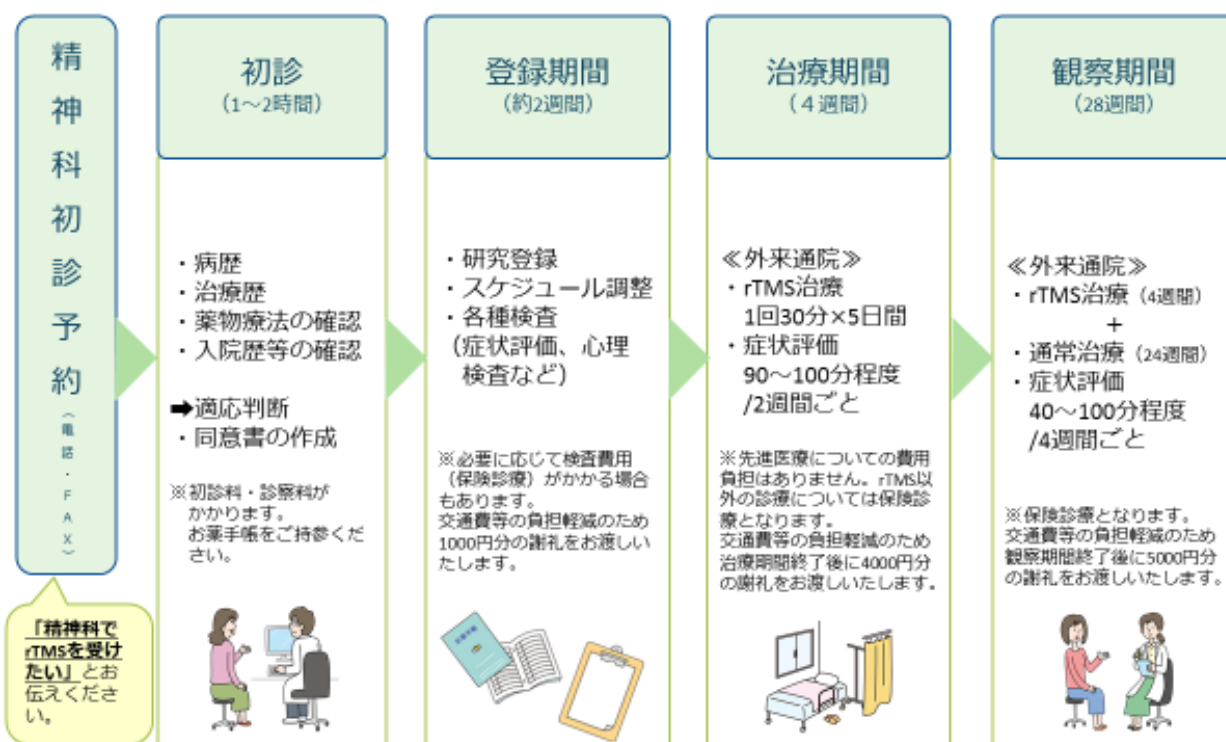 精神科初診予約（電話・FAX）
「精神科で
rTMSを受け
たい」とお
伝えくださ
い。
初診
（1～2時間）
・病歴
・治療歴
・薬物療法の確認
・入院歴等の確認
➡適応判断
・同意書の作成
※初診料・診察料が
かかります。
お薬手帳をご持参くだ
さい。
登録期間
（約2週間）
・研究登録
・スケジュール調整
・各種検査
（症状評価、心理
検査など）
※必要に応じて検査費用
（保険診療）がかかる場合
もあります。
交通費等の負担軽減のため
1000円分の謝礼をお渡しい
たします。
治療期間
（４週間）
≪外来通院≫
・rTMS治療
1回30分×5日間
・症状評価
90～100分程度
/2週間ごと
※先進医療についての費用
負担はありません。rTMS以
外の診療については保険診
療となります。
交通費等の負担軽減のため
治療期間終了後に4000円分
の謝礼をお渡しいたします。
観察期間
（28週間）
≪外来通院≫
・rTMS治療（4週間）
+
・通常治療（24週間）
・症状評価
40～100分程度
/4週間ごと
※保険診療となります。
交通費等の負担軽減のため
観察期間終了後に5000円分
の謝礼をお渡しいたします。